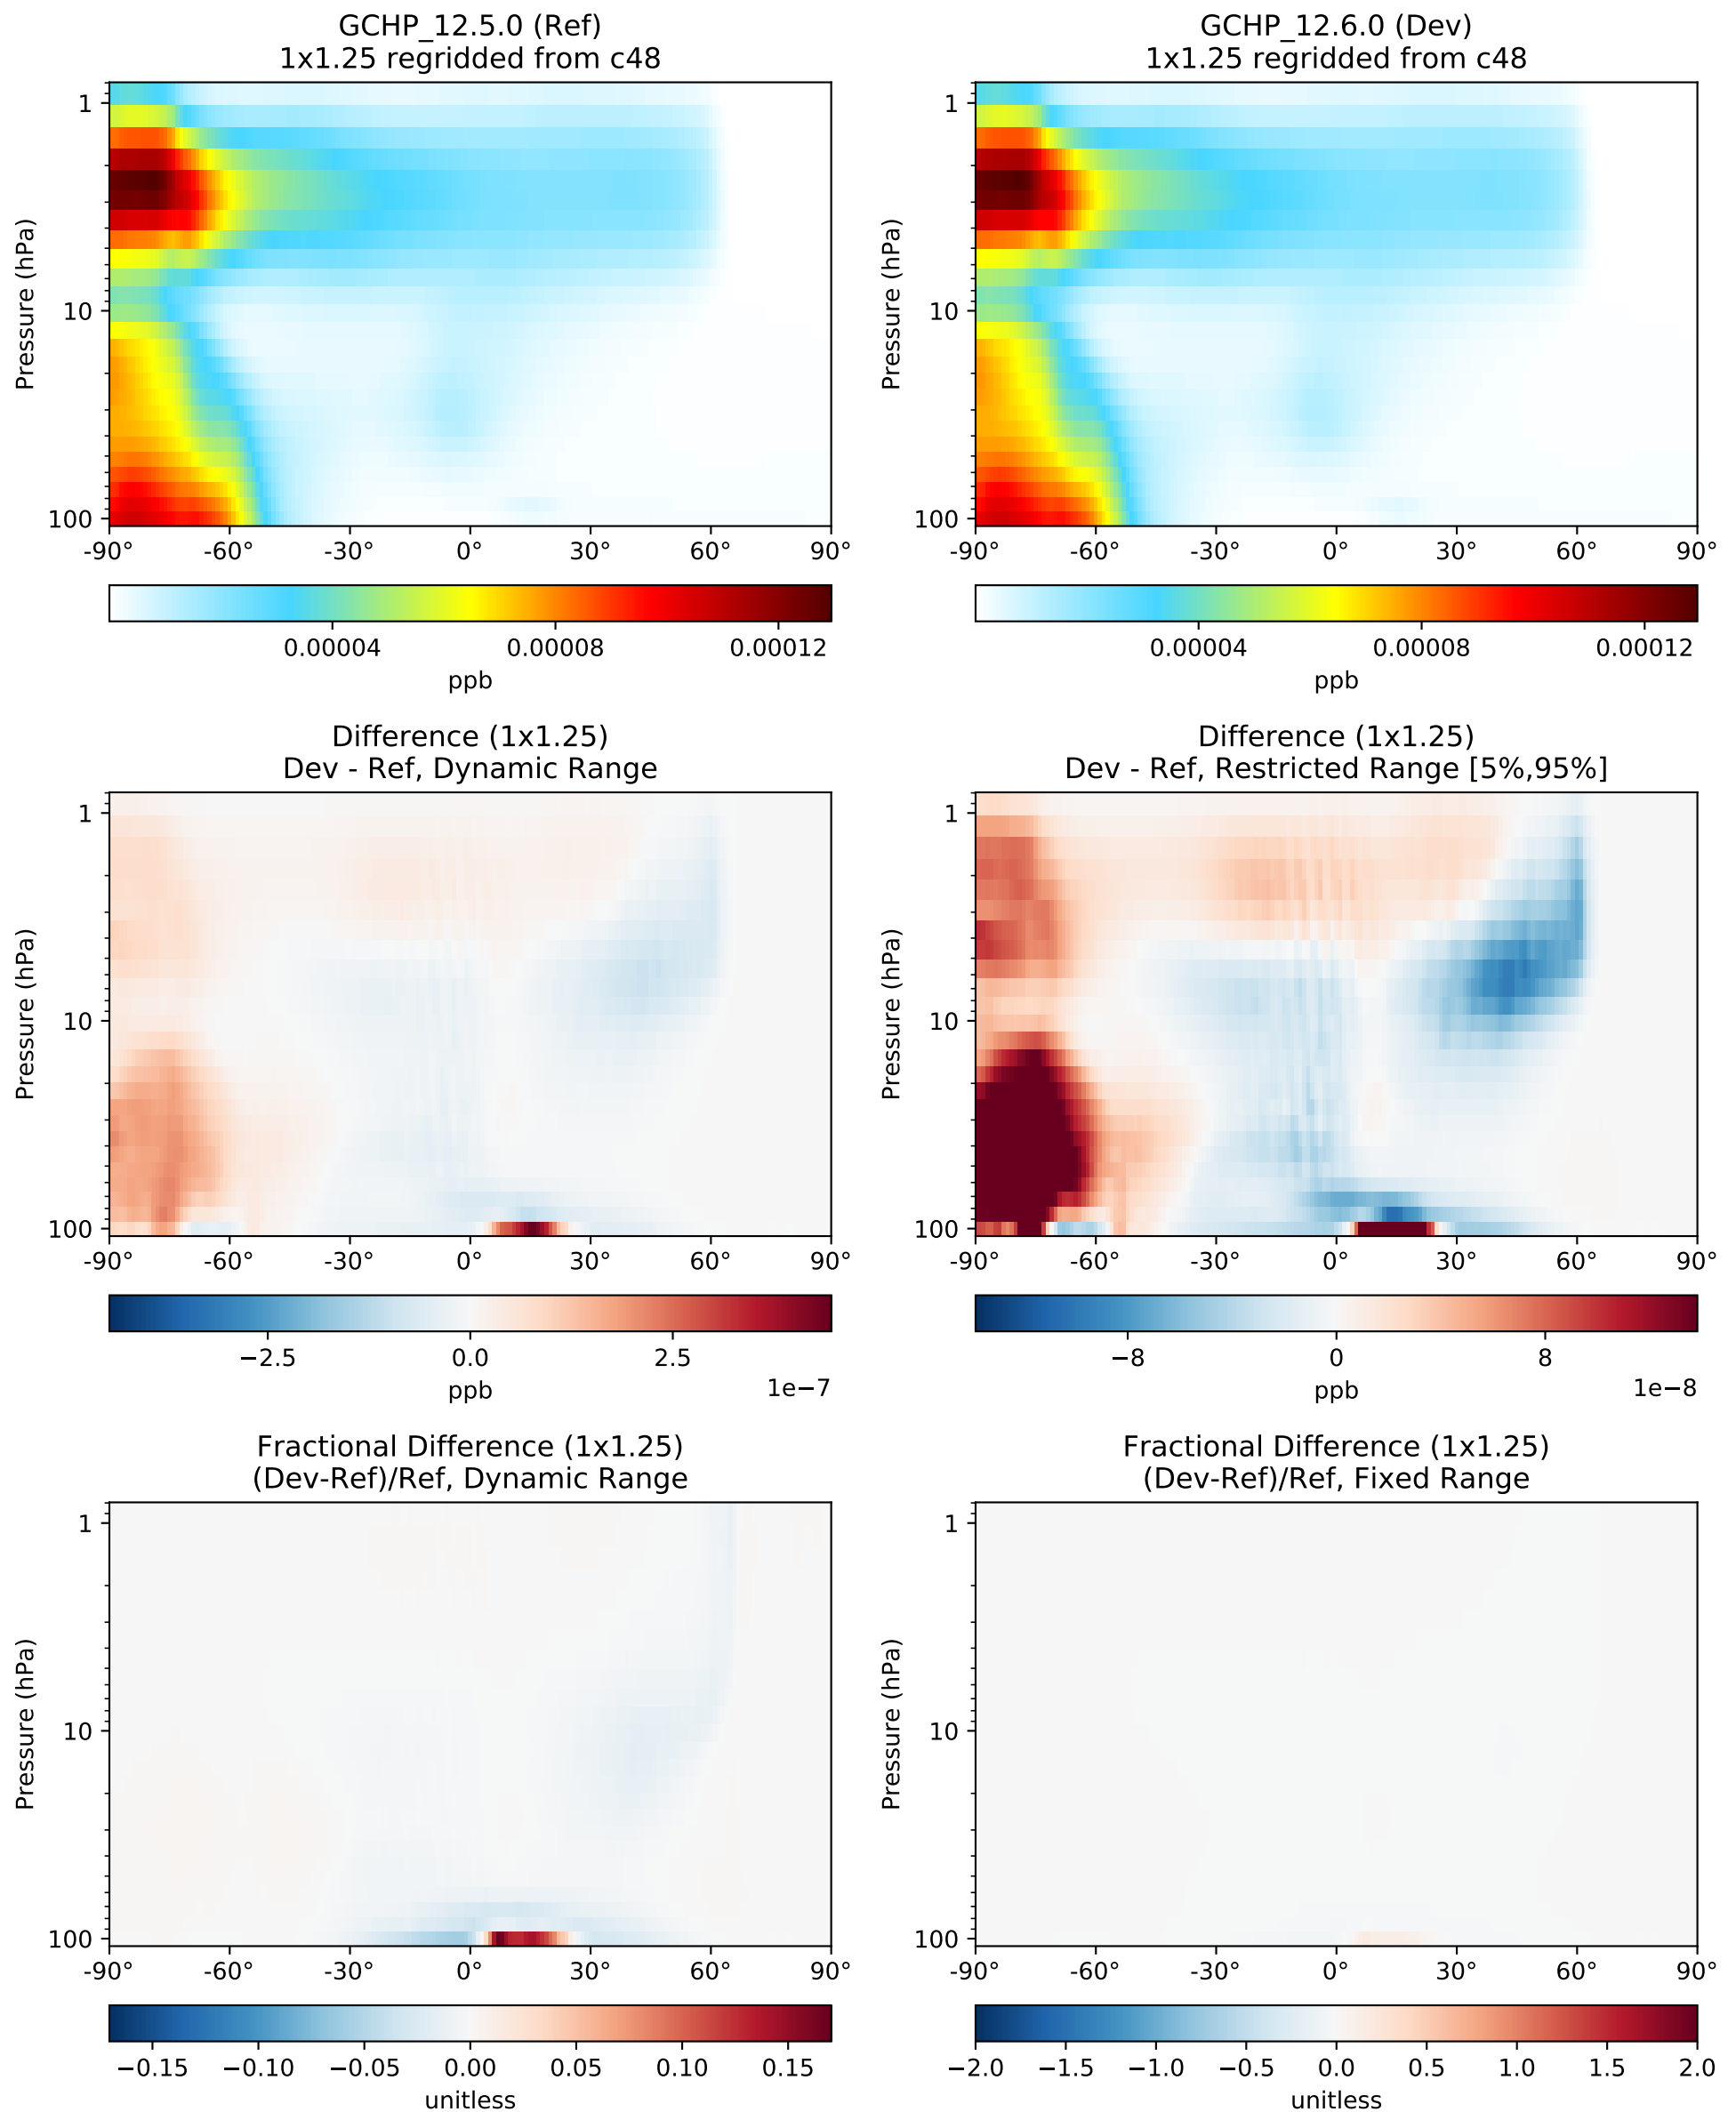 GCHP_12.5.0 (Ref)
1x1.25 regridded from c48
Pressure (hPa)
1
10
100
-90° -60° -30° 0° 30° 60° 90°
0.00004 0.00008 0.00012
ppb
GCHP_12.6.0 (Dev)
1x1.25 regridded from c48
Pressure (hPa)
1
10
100
-90° -60° -30° 0° 30° 60° 90°
0.00004 0.00008 0.00012
ppb
Difference (1x1.25)
Dev - Ref, Dynamic Range
Pressure (hPa)
1
10
100
-90° -60° -30° 0° 30° 60° 90°
−2.5 0.0 2.5
ppb
1e−7
Difference (1x1.25)
Dev - Ref, Restricted Range [5%,95%]
Pressure (hPa)
1
10
100
-90° -60° -30° 0° 30° 60° 90°
−8 0 8
ppb
1e−8
Fractional Difference (1x1.25)
(Dev-Ref)/Ref, Dynamic Range
Pressure (hPa)
1
10
100
-90° -60° -30° 0° 30° 60° 90°
−0.15 −0.10 −0.05 0.00 0.05 0.10 0.15
unitless
Fractional Difference (1x1.25)
(Dev-Ref)/Ref, Fixed Range
Pressure (hPa)
1
10
100
-90° -60° -30° 0° 30° 60° 90°
−2.0 −1.5 −1.0 −0.5 0.0 0.5 1.0 1.5 2.0
unitless